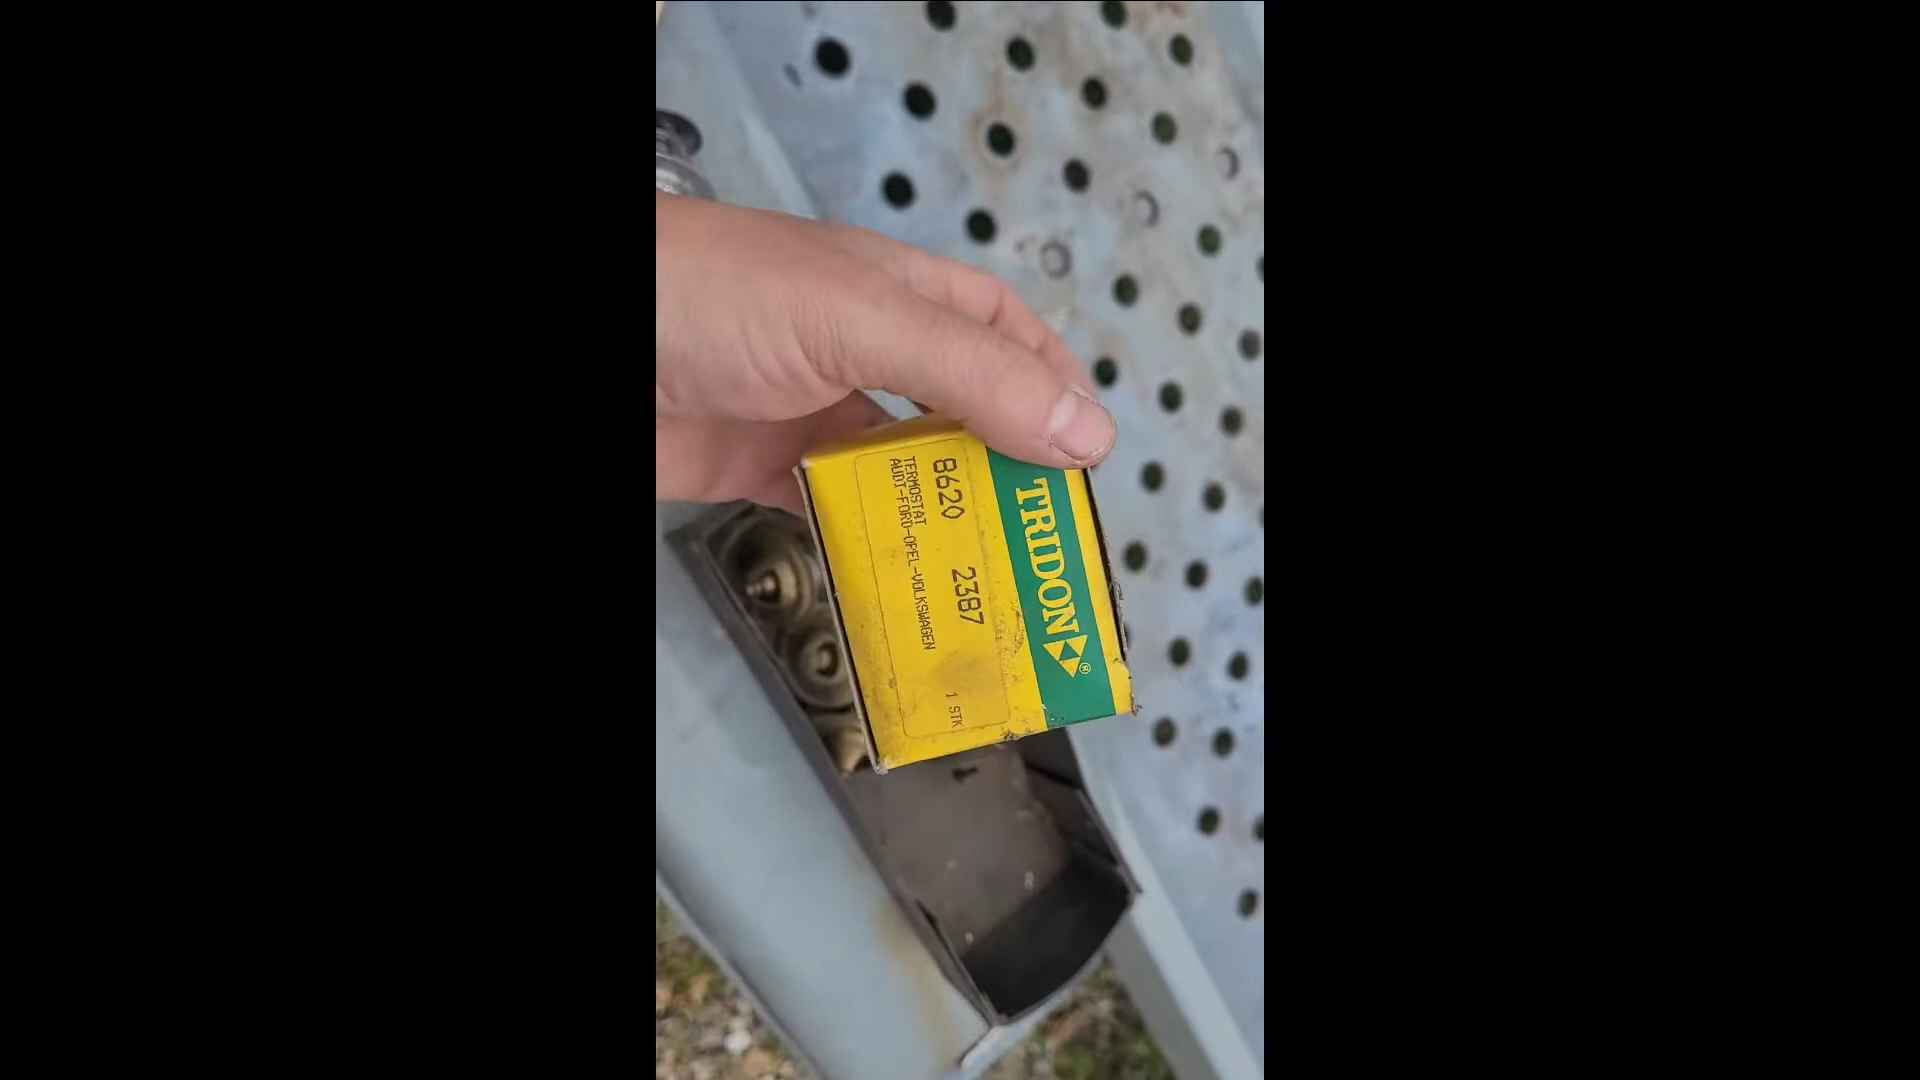 TRIDON®
8620 2387
TERMOSTAT
AUDI-FORD-OPEL-VOLKSWAGEN
1 STK